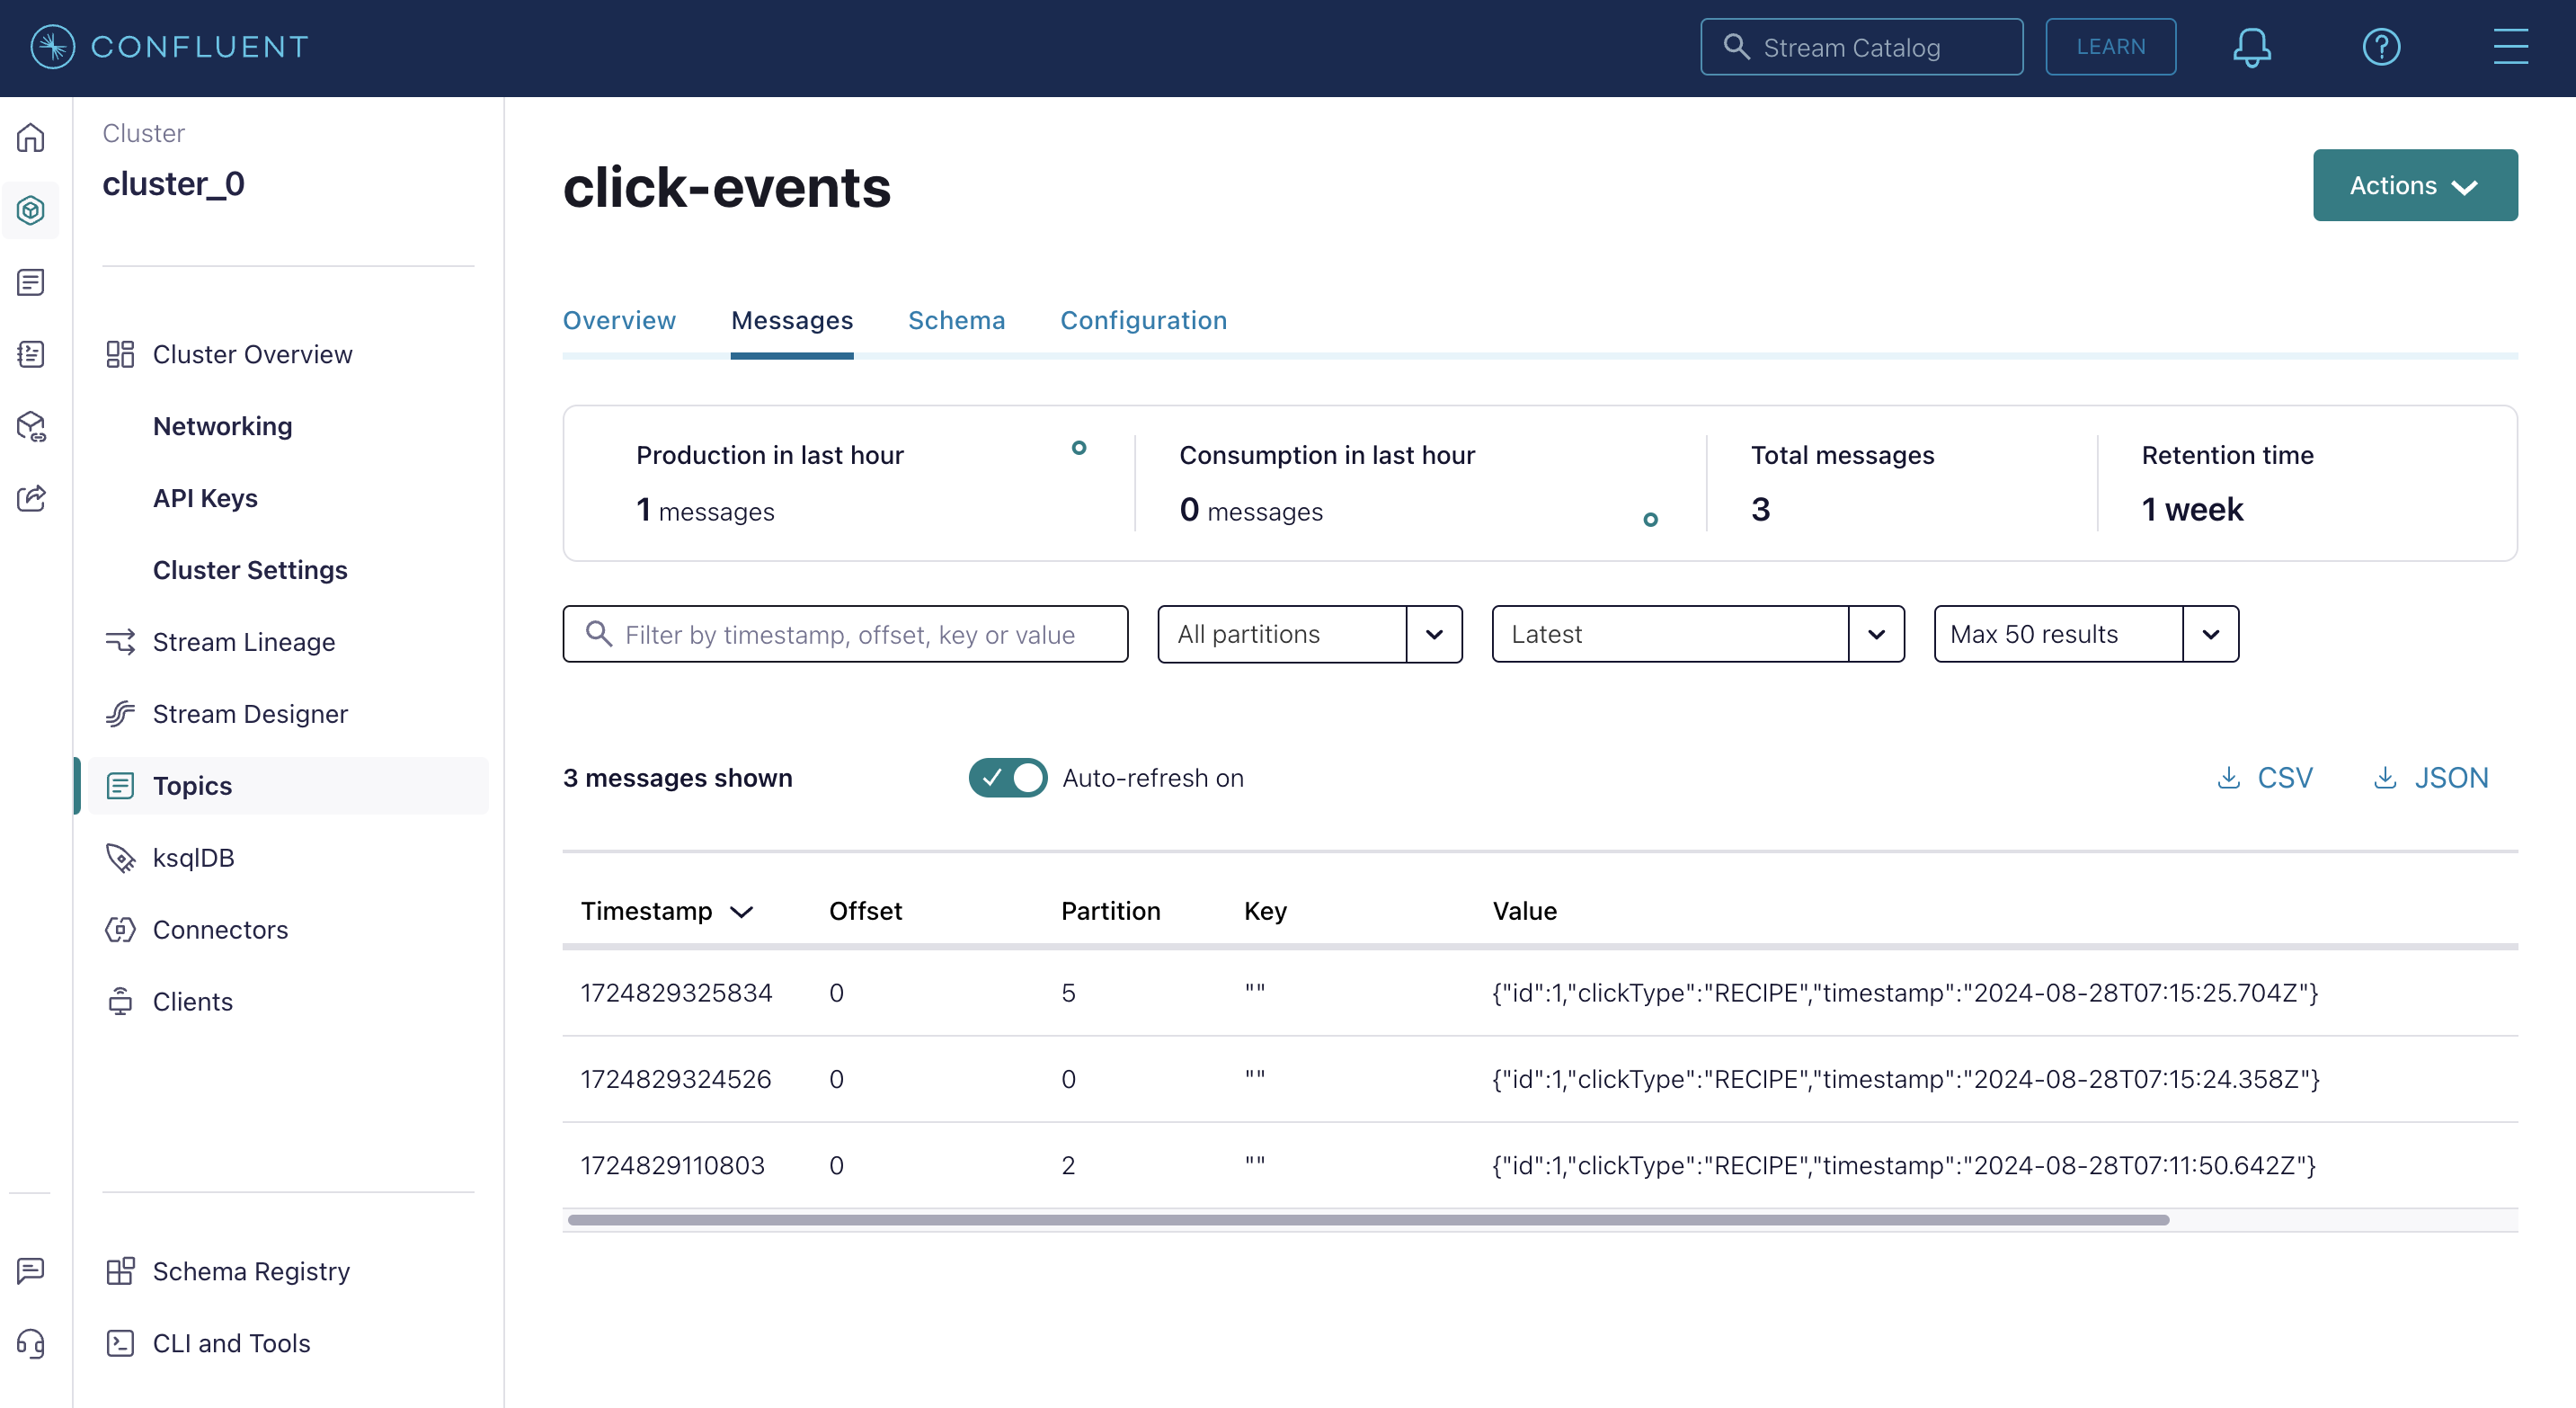 CONFLUENT
Stream Catalog
LEARN
Cluster
cluster_0
Cluster Overview
Networking
API Keys
Cluster Settings
Stream Lineage
Stream Designer
Topics
ksqlDB
Connectors
Clients
Schema Registry
CLI and Tools
click-events
Actions
Overview Messages Schema Configuration
Production in last hour
1 messages
Consumption in last hour
0 messages
Total messages
3
Retention time
1 week
Filter by timestamp, offset, key or value
All partitions
Latest
Max 50 results
3 messages shown
Auto-refresh on
CSV
JSON
Timestamp Offset Partition Key Value
1724829325834 0 5 "" {"id":1,"clickType":"RECIPE","timestamp":"2024-08-28T07:15:25.704Z"}
1724829324526 0 0 "" {"id":1,"clickType":"RECIPE","timestamp":"2024-08-28T07:15:24.358Z"}
1724829110803 0 2 "" {"id":1,"clickType":"RECIPE","timestamp":"2024-08-28T07:11:50.642Z"}